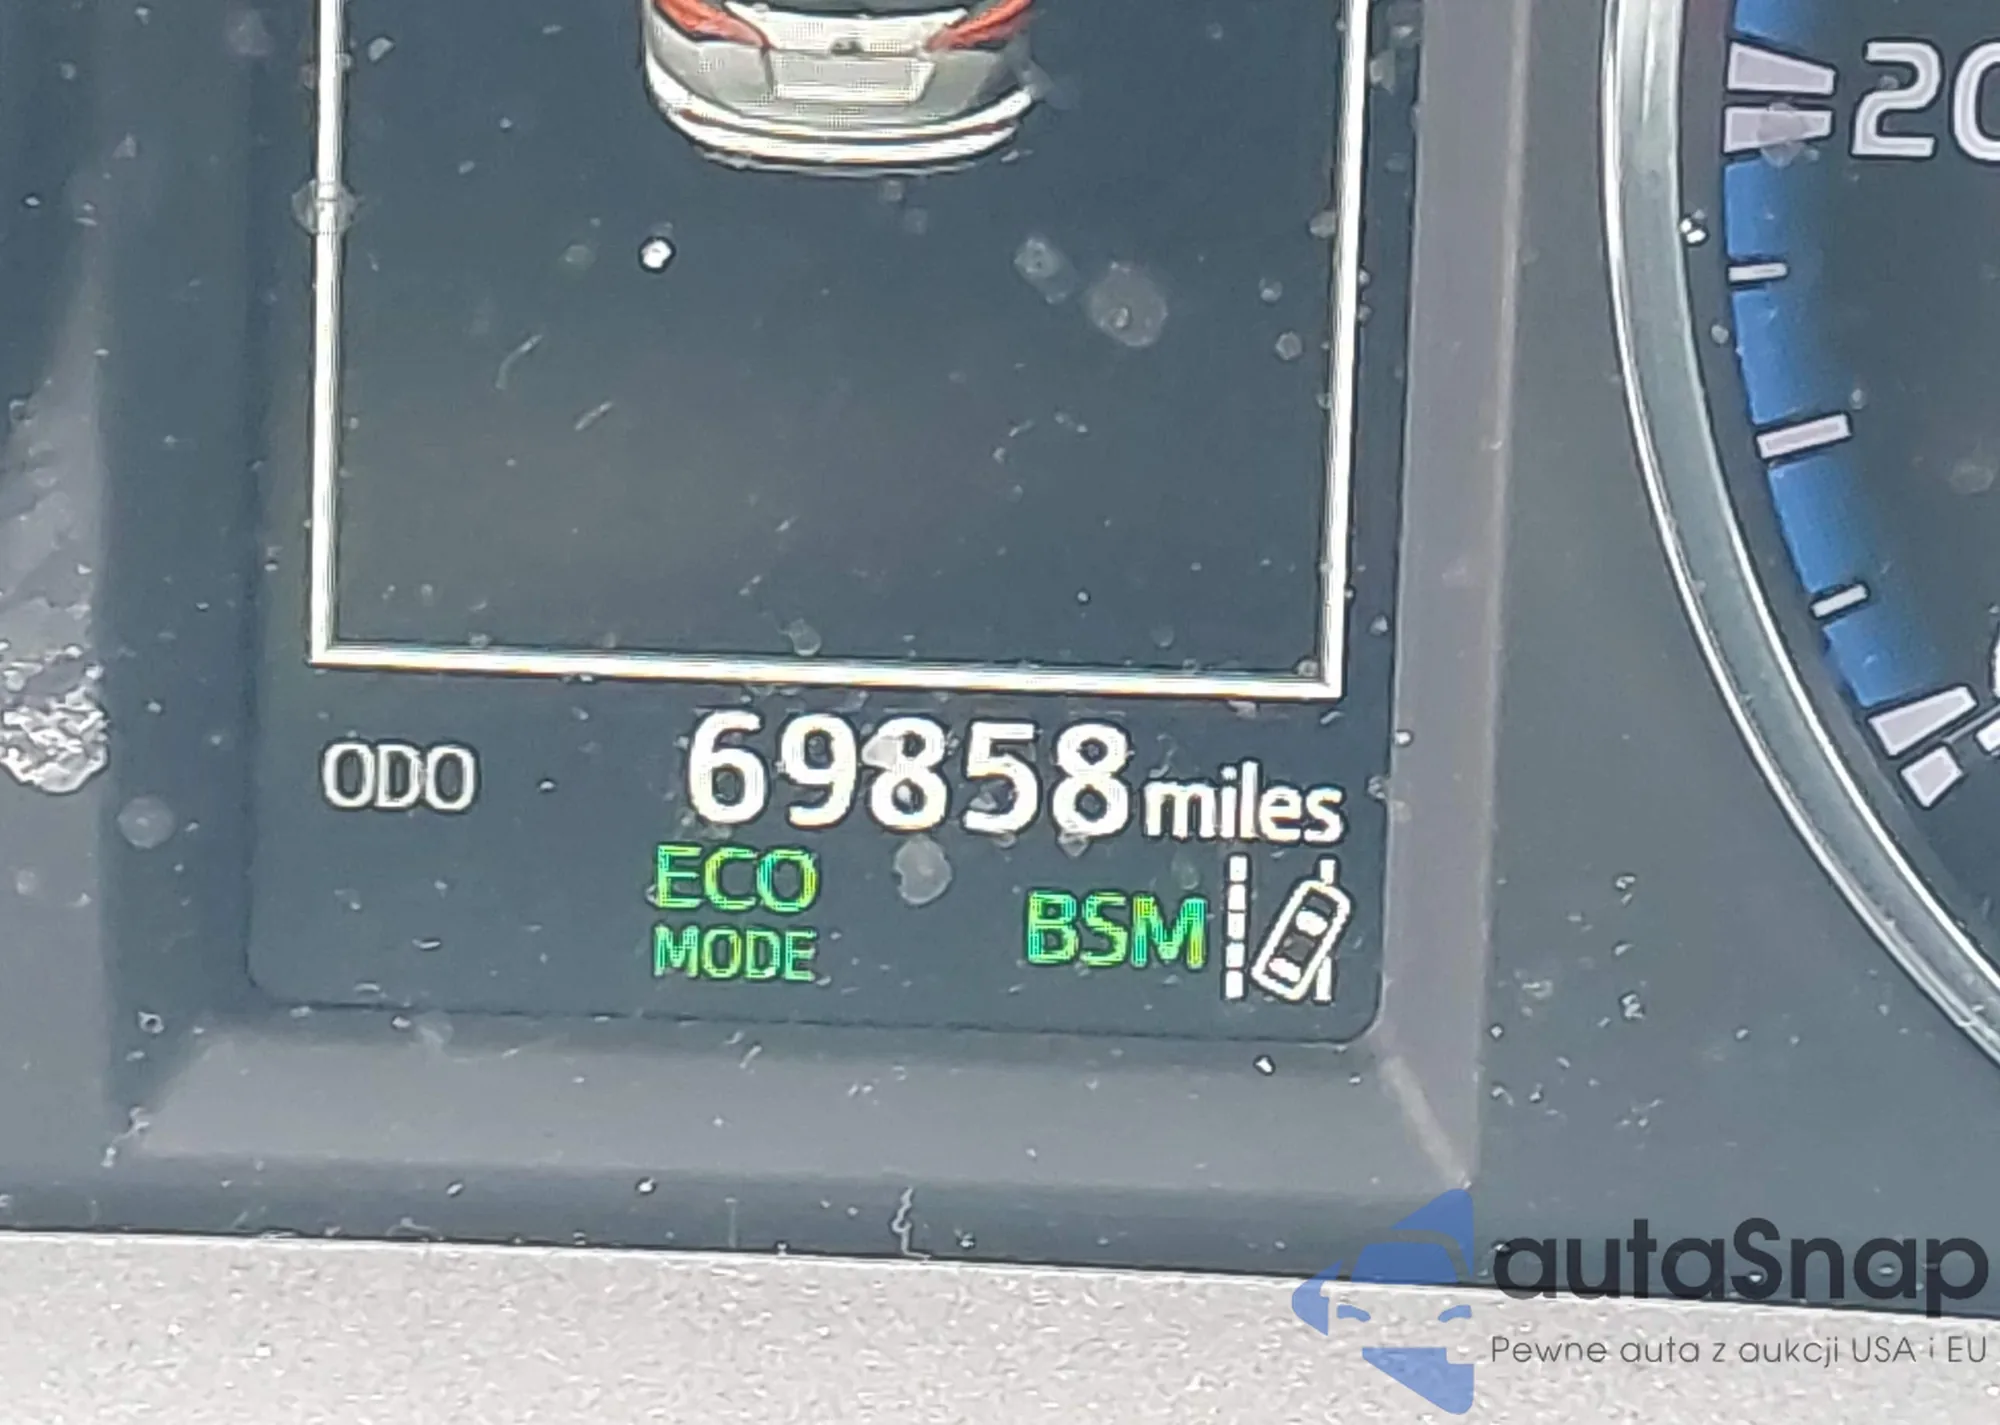 20
ODO 69858 miles
ECO
MODE
BSM
autaSnap
Pewne auta z aukcji USA i EU